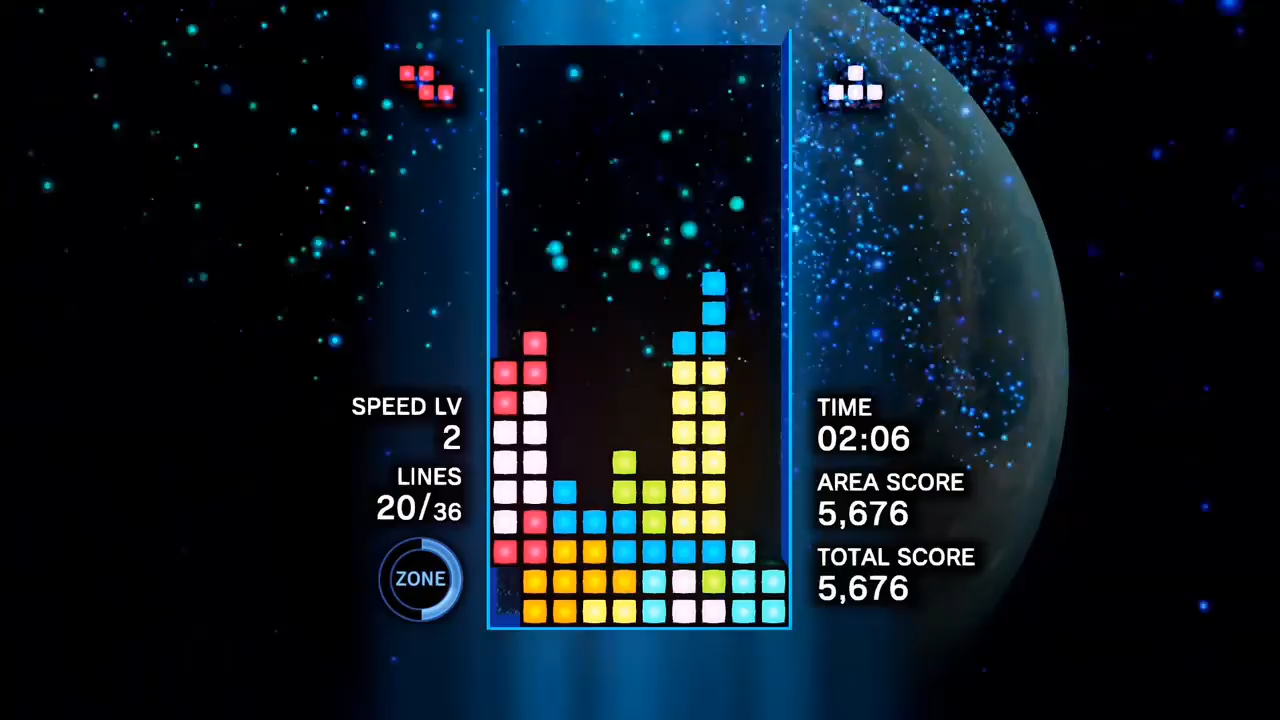 SPEED LV
2
LINES
20/36
ZONE
TIME
02:06
AREA SCORE
5,676
TOTAL SCORE
5,676